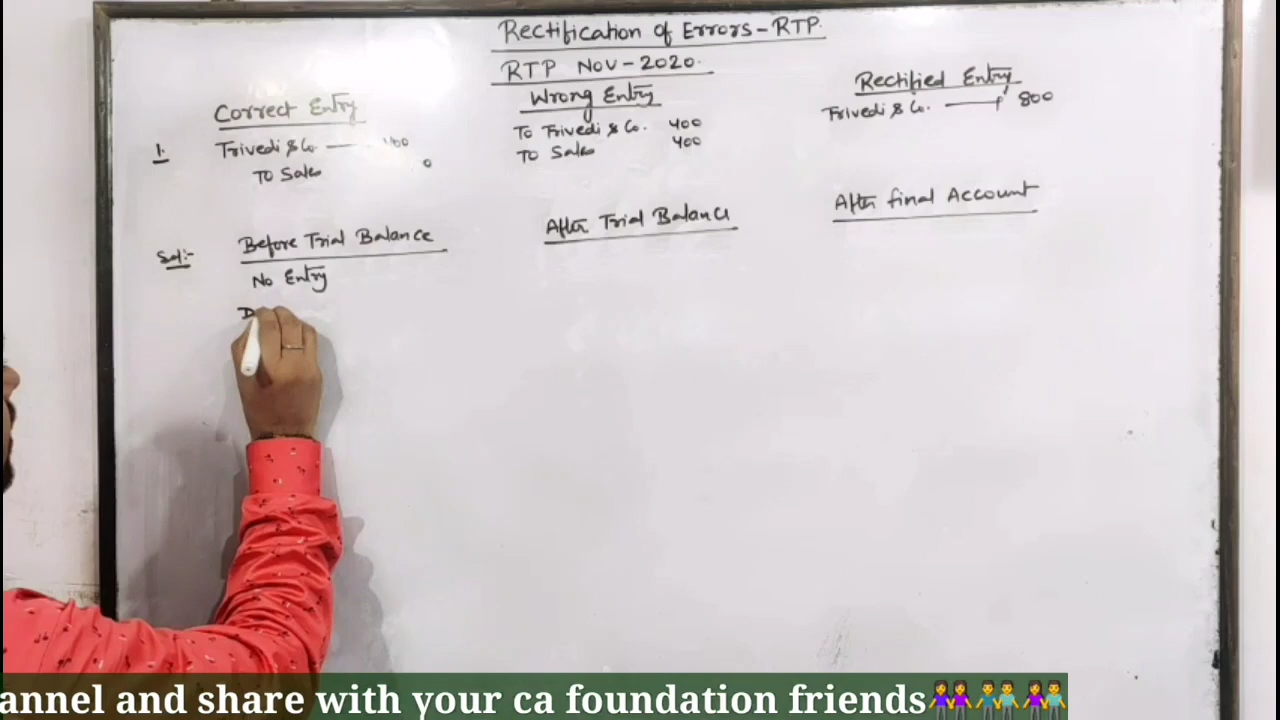 Rectification of Errors - RTP.
RTP Nov - 2020.
Correct Entry
Wrong Entry
Rectified Entry
1. Trivedi & Co.
To Sales
To Trivedi & Co. 400
To Sales 400
Trivedi & Co. 800
Sol:-
Before Trial Balance
After Trial Balance
After final Account
No Entry
D
annel and share with your ca foundation friends👭👬👫